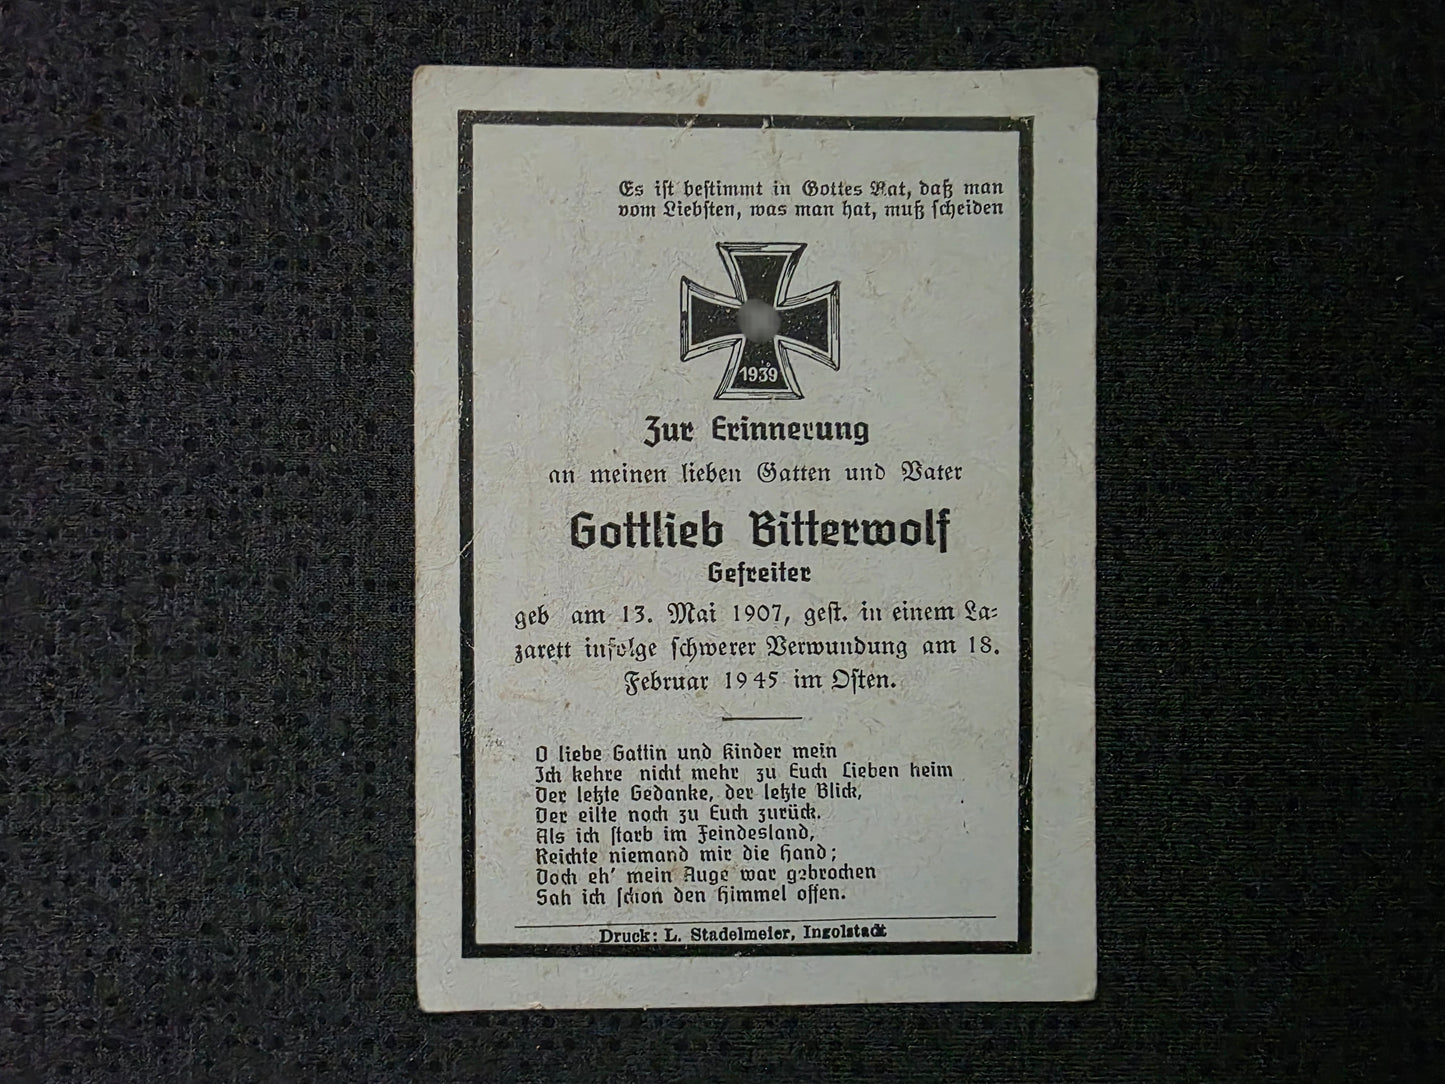 Es ist bestimmt in Gottes Rat, daß man
vom Liebsten, was man hat, muß scheiden
1939
Zur Erinnerung
an meinen lieben Gatten und Vater
Gottlieb Bitterwolf
Gefreiter
geb am 13. Mai 1907, gest. in einem La-
zarett infolge schwerer Verwundung am 18.
Februar 1945 im Osten.
O liebe Gattin und Kinder mein
Ich kehre nicht mehr zu Euch Lieben heim
Der letzte Gedanke, der letzte Blick,
Der eilte noch zu Euch zurück.
Als ich starb im Feindesland,
Reichte niemand mir die Hand;
Doch eh' mein Auge war gebrochen
Sah ich schon den Himmel offen.
Druck: L. Stadelmeier, Ingolstadt